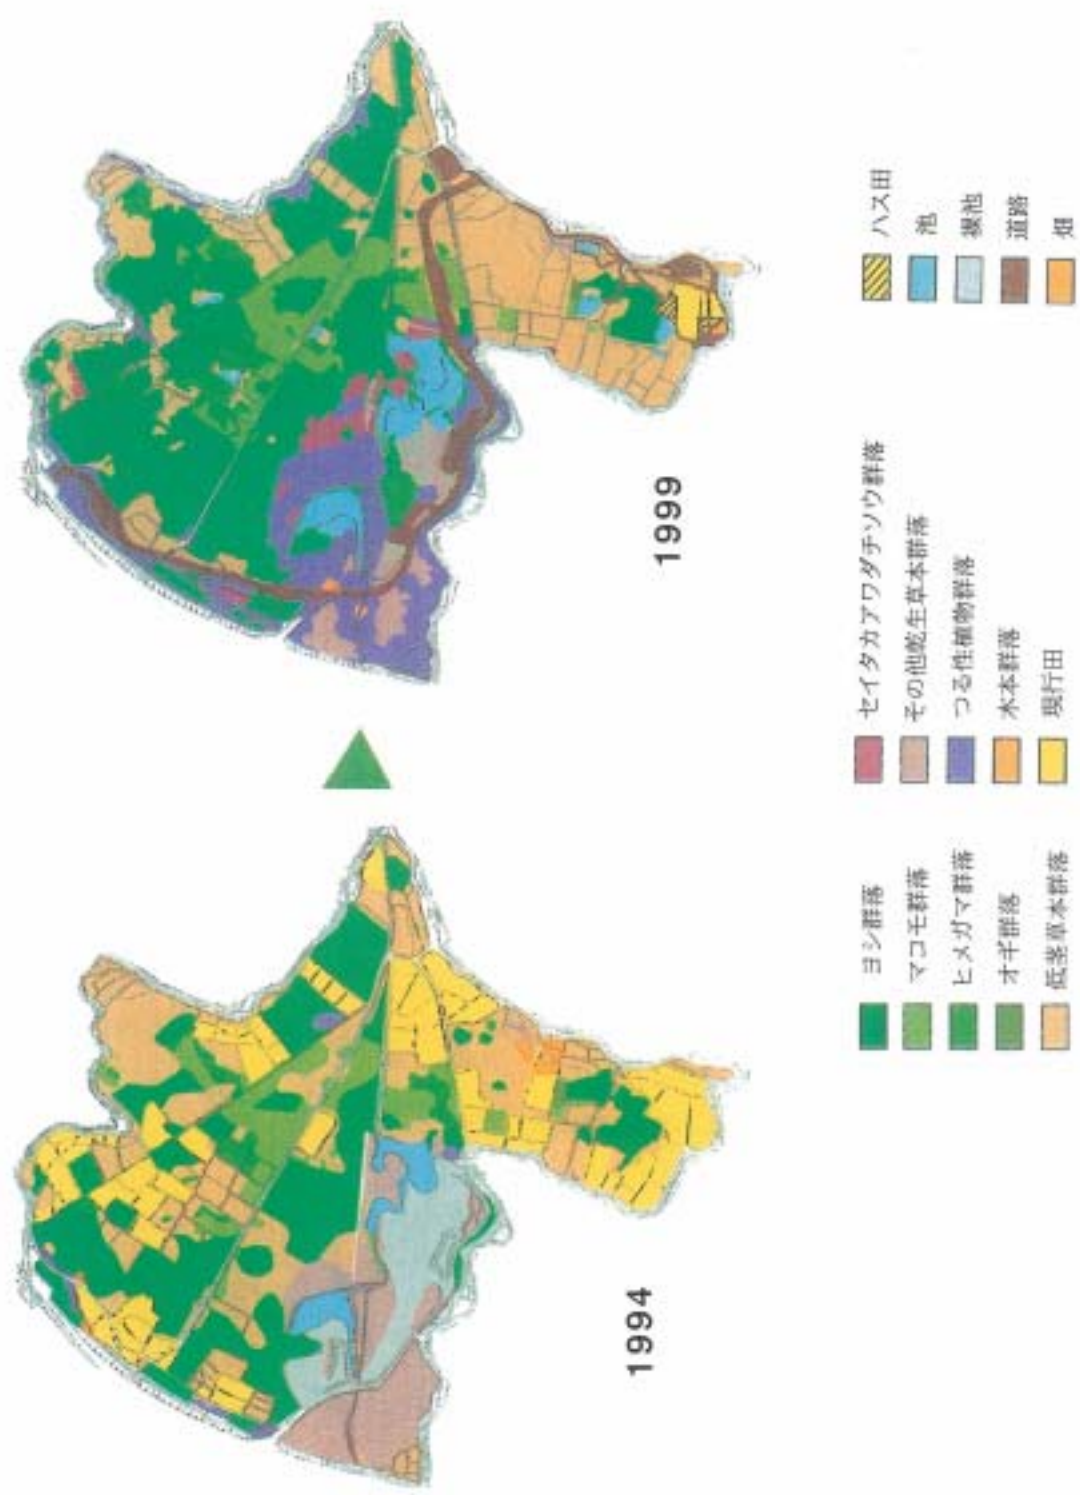 1994
1999
ヨシ群落
マコモ群落
ヒメガマ群落
オギ群落
低茎草本群落
セイタカアワダチソウ群落
その他乾生草本群落
つる性植物群落
木本群落
現行田
ハス田
池
道路
畑